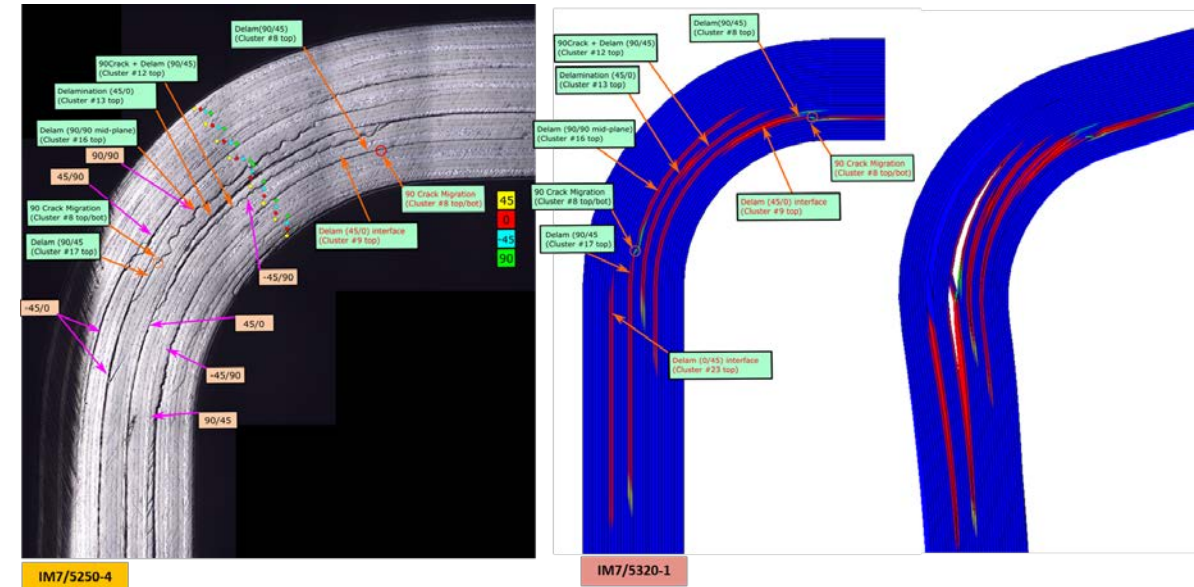 Delam(90/45)
(Cluster #8 top)
90Crack + Delam (90/45)
(Cluster #12 top)
Delamination (45/0)
(Cluster #13 top)
Delam (90/90 mid-plane)
(Cluster #16 top)
90/90
45/90
90 Crack Migration
(Cluster #8 top/bot)
Delam (90/45
(Cluster #17 top)
-45/0
90 Crack Migration
(Cluster #8 top/bot)
Delam (45/0) interface
(Cluster #9 top)
-45/90
45/0
-45/90
90/45
45
0
-45
90
IM7/5250-4
Delam(90/45)
(Cluster #8 top)
90Crack + Delam (90/45)
(Cluster #12 top)
Delamination (45/0)
(Cluster #13 top)
Delam (90/90 mid-plane)
(Cluster #16 top)
90 Crack Migration
(Cluster #8 top/bot)
90 Crack Migration
(Cluster #8 top/bot)
Delam (45/0) interface
(Cluster #9 top)
Delam (90/45
(Cluster #17 top)
Delam (0/45) interface
(Cluster #23 top)
IM7/5320-1